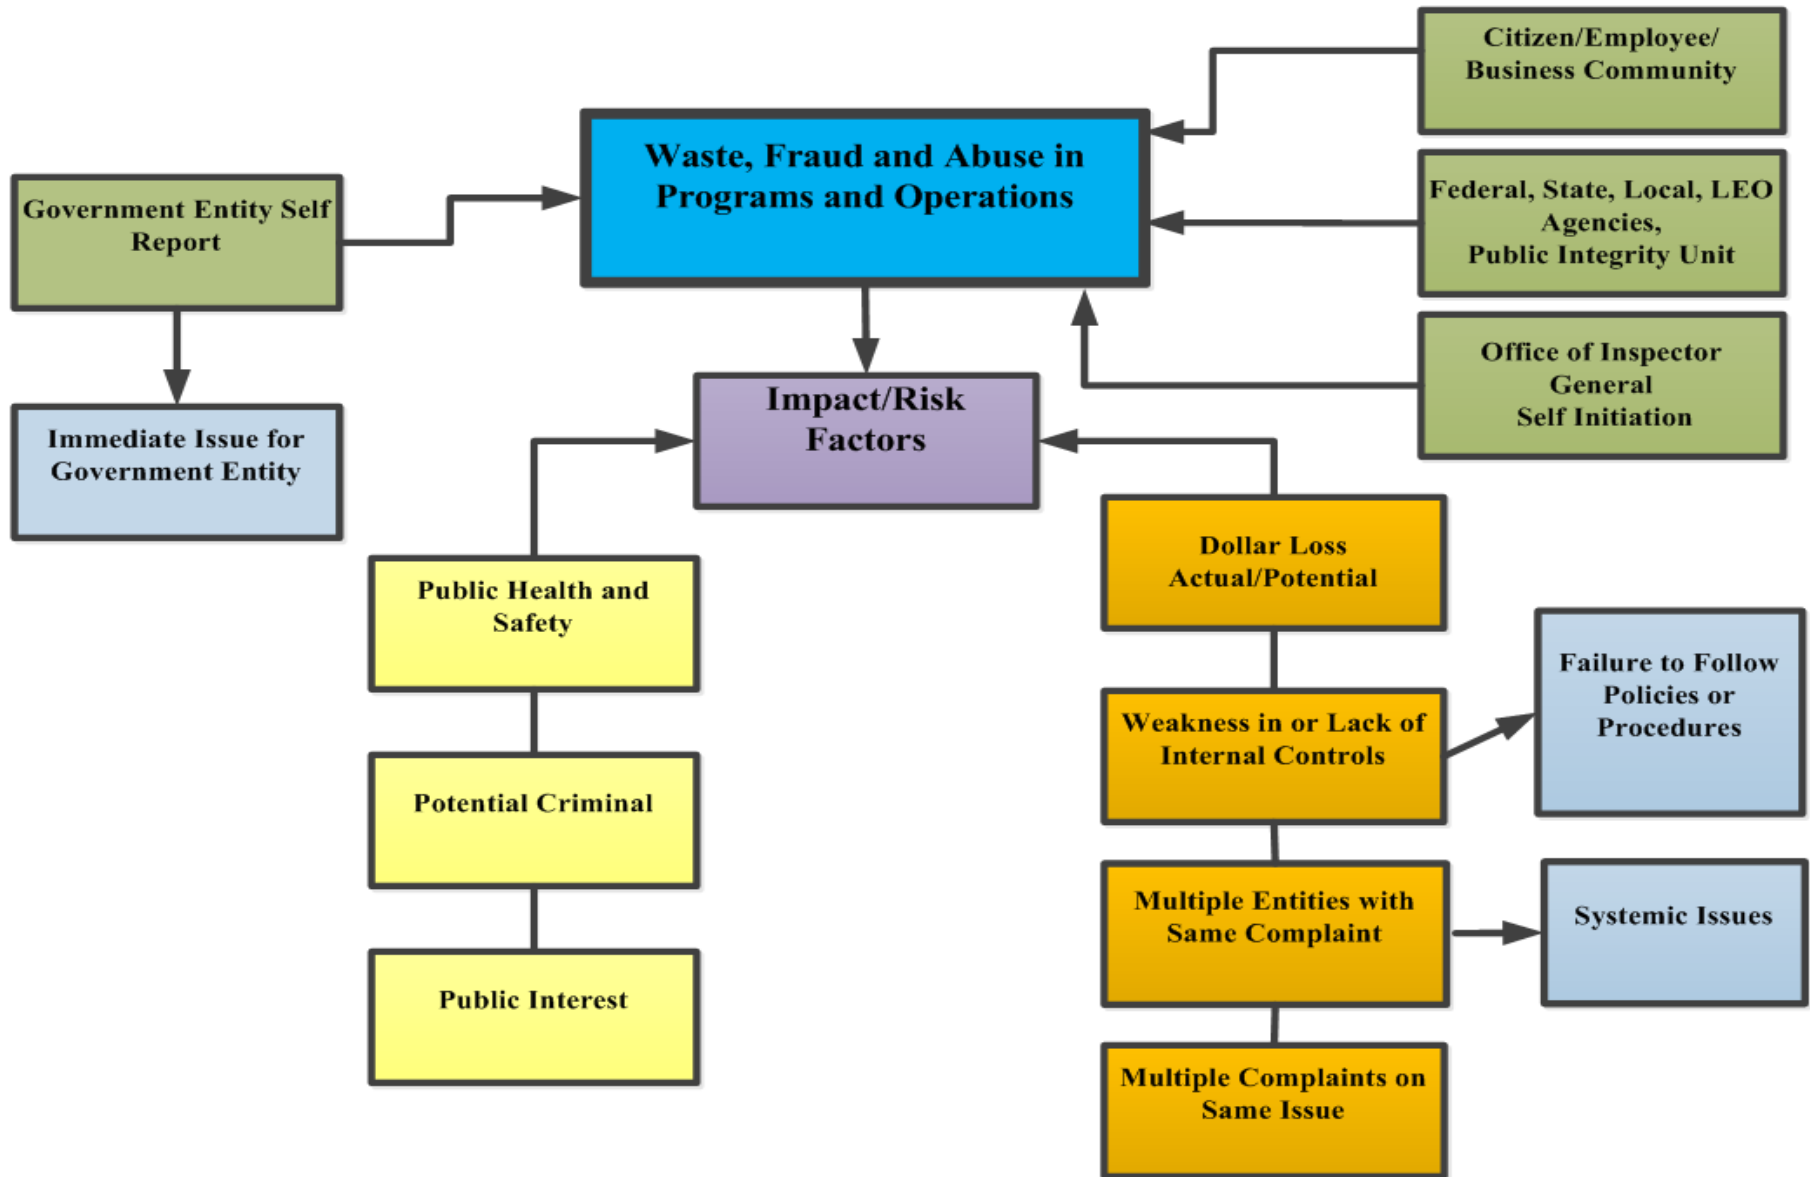 Citizen/Employee/
Business Community
Waste, Fraud and Abuse in
Programs and Operations
Government Entity Self
Report
Federal, State, Local, LEO
Agencies,
Public Integrity Unit
Office of Inspector
General
Self Initiation
Impact/Risk
Factors
Immediate Issue for
Government Entity
Public Health and
Safety
Potential Criminal
Public Interest
Dollar Loss
Actual/Potential
Weakness in or Lack of
Internal Controls
Failure to Follow
Policies or
Procedures
Multiple Entities with
Same Complaint
Systemic Issues
Multiple Complaints on
Same Issue